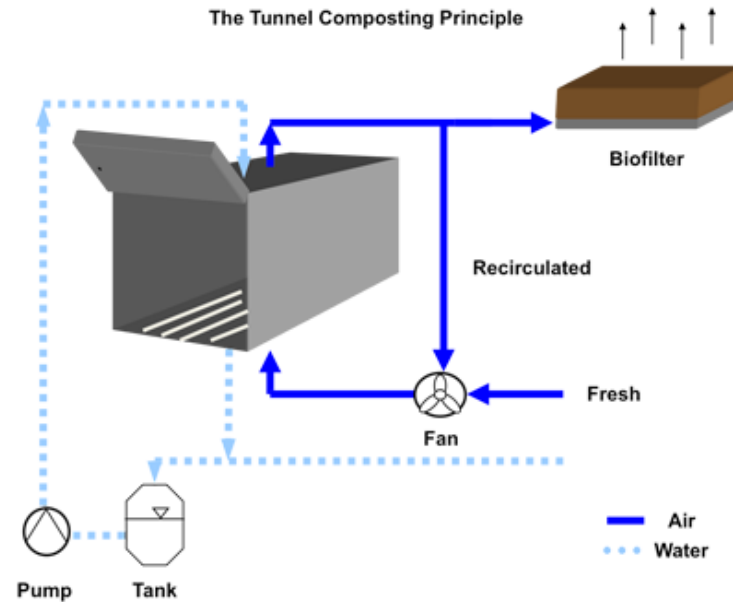 The Tunnel Composting Principle
Biofilter
Recirculated
Fresh
Fan
Air
Water
Pump
Tank